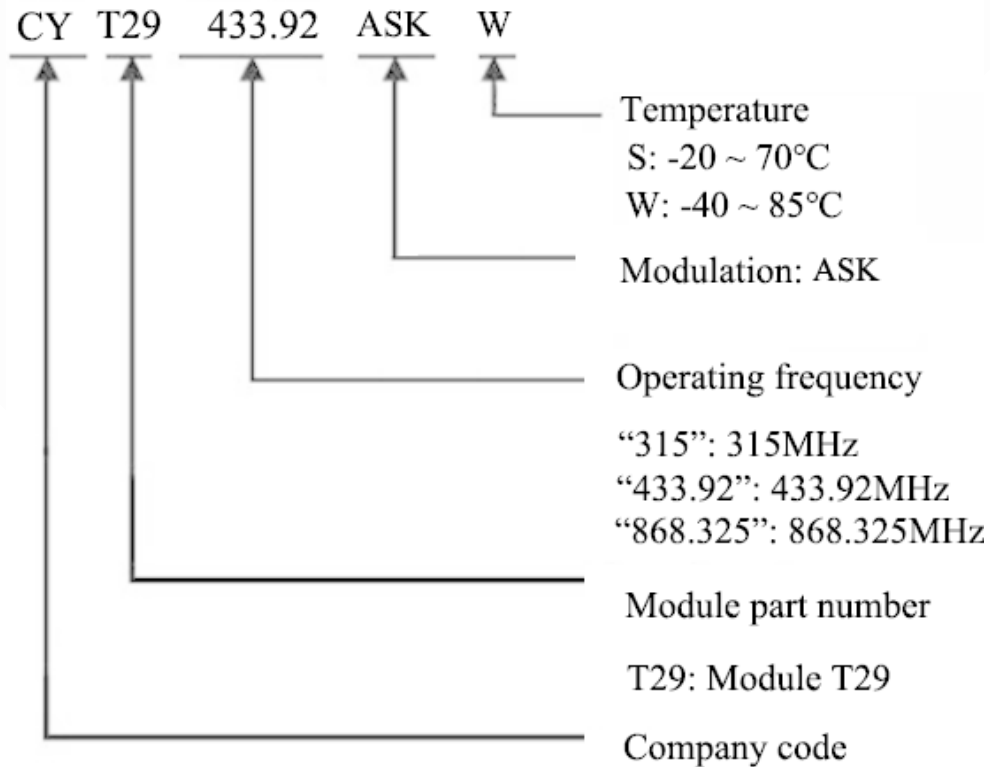 CY T29 433.92 ASK W
Temperature
S: -20 ~ 70℃
W: -40 ~ 85℃
Modulation: ASK
Operating frequency
“315”: 315MHz
“433.92”: 433.92MHz
“868.325”: 868.325MHz
Module part number
T29: Module T29
Company code